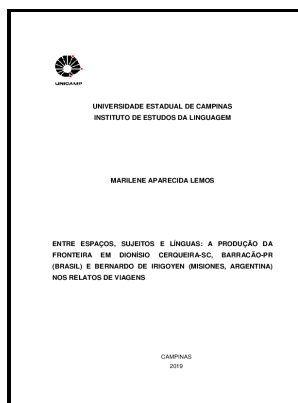 UNICAMP
UNIVERSIDADE ESTADUAL DE CAMPINAS
INSTITUTO DE ESTUDOS DA LINGUAGEM
MARILENE APARECIDA LEMOS
ENTRE ESPAÇOS, SUJEITOS E LÍNGUAS: A PRODUÇÃO DA
FRONTEIRA EM DIONÍSIO CERQUEIRA-SC, BARRACÃO-PR
(BRASIL) E BERNARDO DE IRIGOYEN (MISIONES, ARGENTINA)
NOS RELATOS DE VIAGENS
CAMPINAS
2019